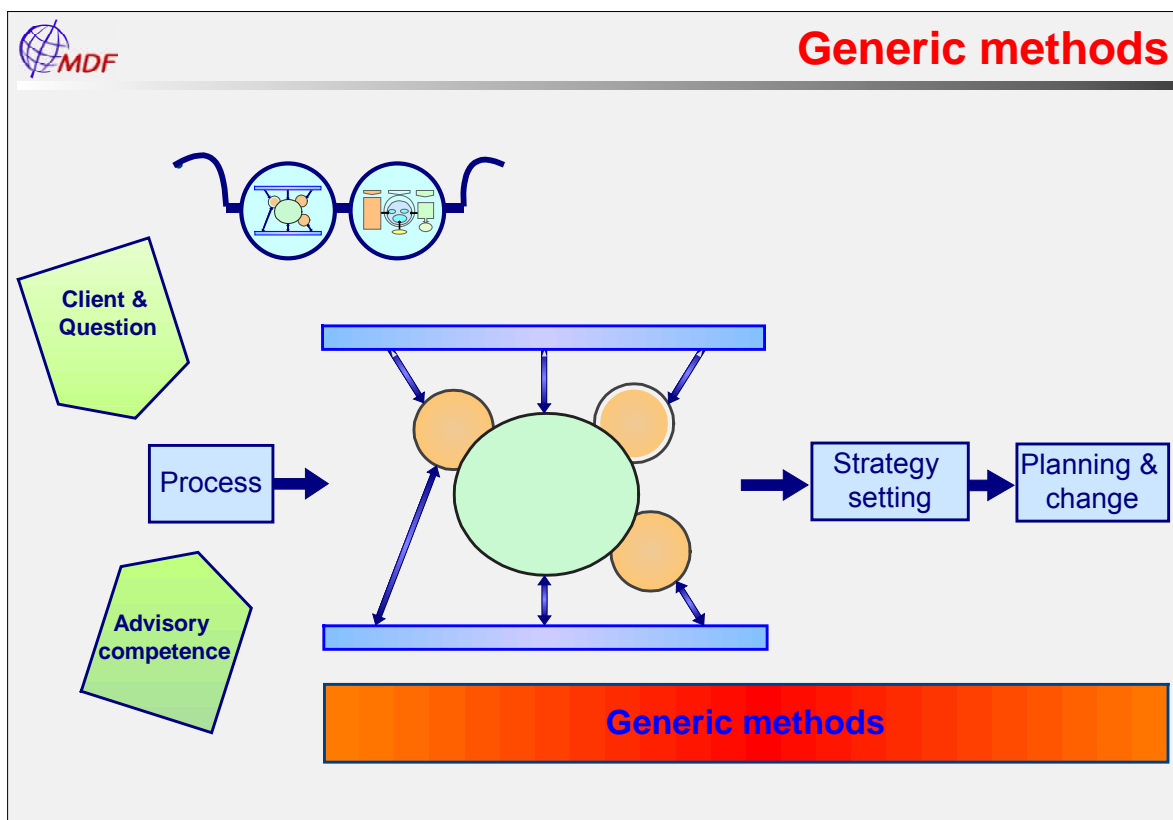 MDF
Generic methods
Client &
Question
Process
Strategy
setting
Planning &
change
Advisory
competence
Generic methods